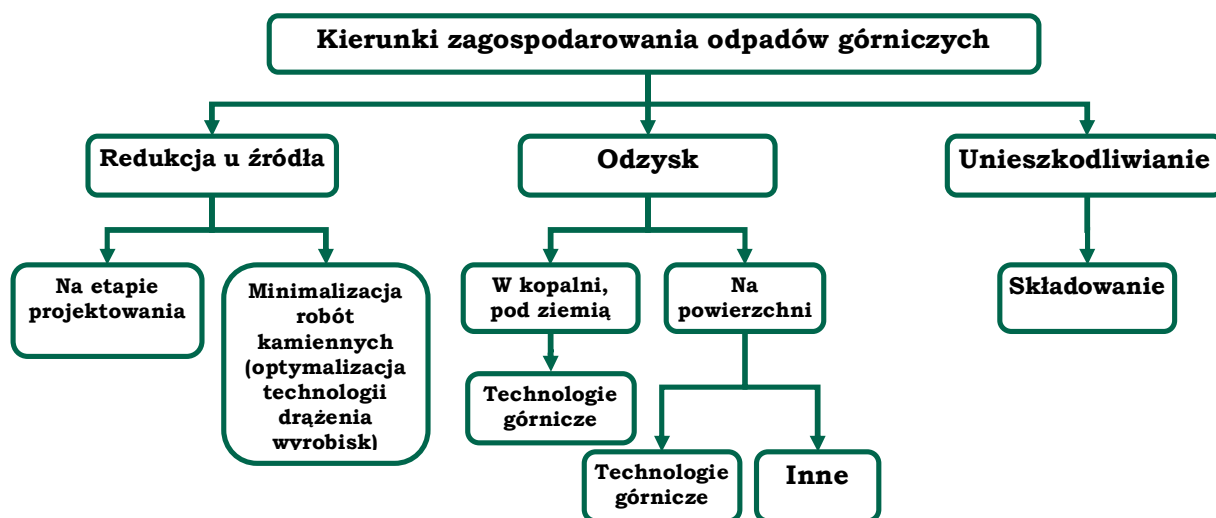 Kierunki zagospodarowania odpadów górniczych
Redukcja u źródła
Odzysk
Unieszkodliwianie
Na etapie
projektowania
Minimalizacja
robót
kamiennych
(optymalizacja
technologii
drążenia
wyrobisk)
W kopalni,
pod ziemią
Na
powierzchni
Składowanie
Technologie
górnicze
Technologie
górnicze
Inne